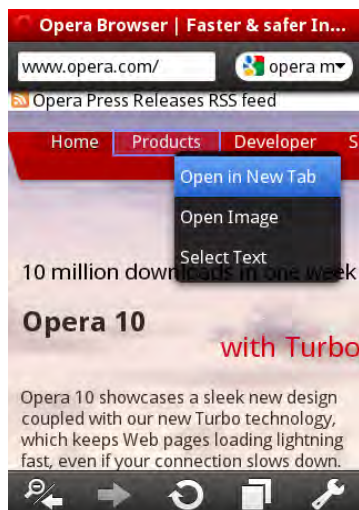 Opera Browser | Faster & safer In...
www.opera.com/ opera m
Opera Press Releases RSS feed
Home Products Developer S
Open in New Tab
Open Image
Select Text
10 million downloads in one week
Opera 10
with Turbo
Opera 10 showcases a sleek new design
coupled with our new Turbo technology,
which keeps Web pages loading lightning
fast, even if your connection slows down.